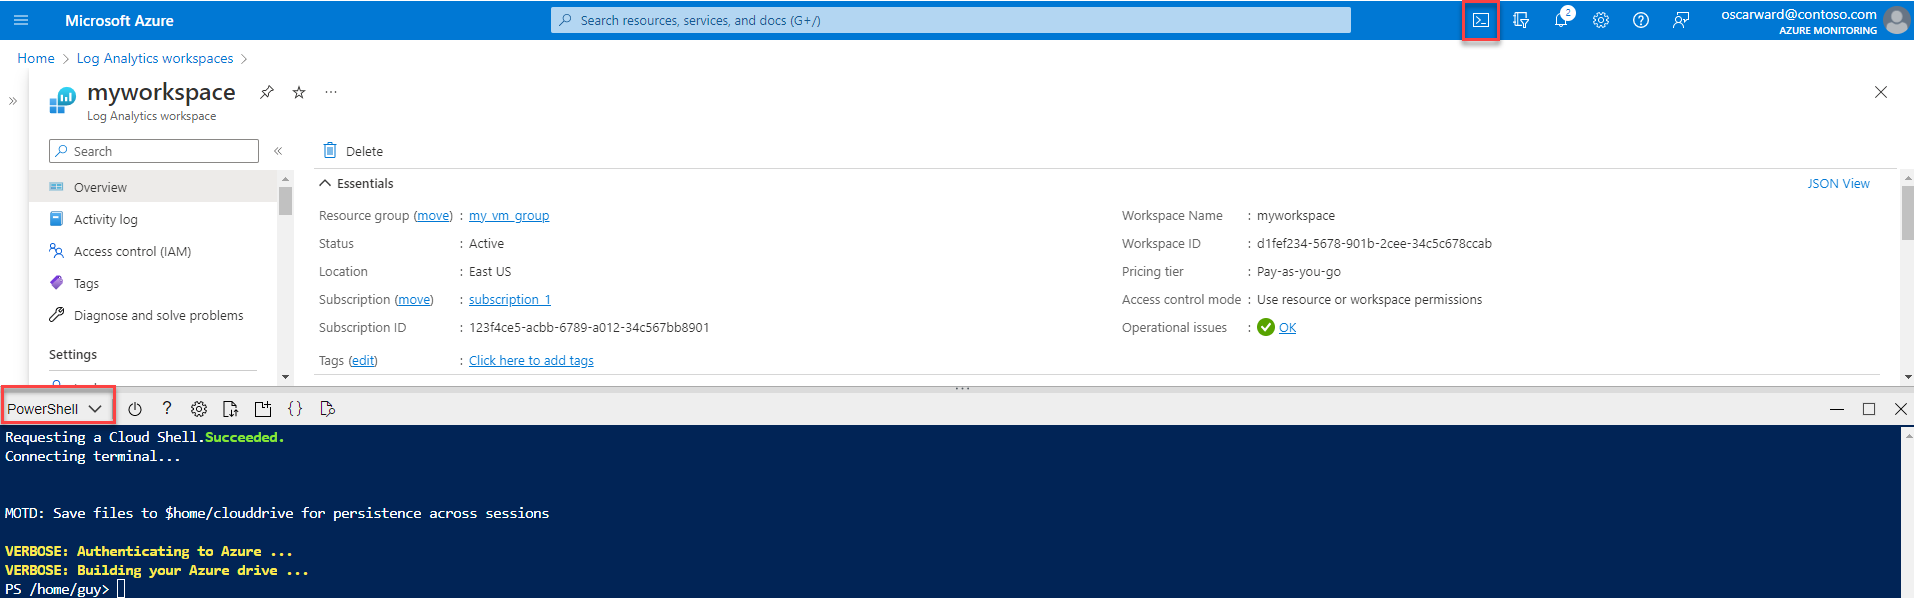 Microsoft Azure
Search resources, services, and docs (G+/)
2
oscarward@contoso.com
AZURE MONITORING
Home > Log Analytics workspaces >
»
myworkspace
...
Log Analytics workspace
Search
«
Delete
Overview
Activity log
Access control (IAM)
Tags
Diagnose and solve problems
Settings
Essentials
JSON View
Resource group (move) : my_vm_group
Status : Active
Location : East US
Subscription (move) : subscription_1
Subscription ID : 123f4ce5-acbb-6789-a012-34c567bb8901
Tags (edit) : Click here to add tags
Workspace Name : myworkspace
Workspace ID : d1fef234-5678-901b-2cee-34c5c678ccab
Pricing tier : Pay-as-you-go
Access control mode : Use resource or workspace permissions
Operational issues : OK
PowerShell
? {}
Requesting a Cloud Shell.Succeeded.
Connecting terminal...
MOTD: Save files to $home/clouddrive for persistence across sessions
VERBOSE: Authenticating to Azure ...
VERBOSE: Building your Azure drive ...
PS /home/guy>